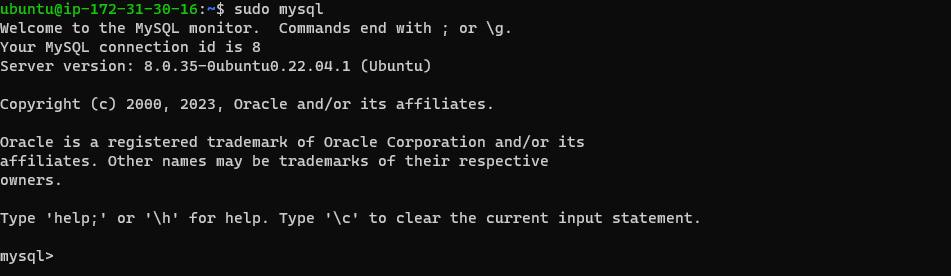 ubuntu@ip-172-31-30-16:~$ sudo mysql
Welcome to the MySQL monitor.  Commands end with ; or \g.
Your MySQL connection id is 8
Server version: 8.0.35-0ubuntu0.22.04.1 (Ubuntu)
Copyright (c) 2000, 2023, Oracle and/or its affiliates.
Oracle is a registered trademark of Oracle Corporation and/or its
affiliates. Other names may be trademarks of their respective
owners.
Type 'help;' or '\h' for help. Type '\c' to clear the current input statement.
mysql>